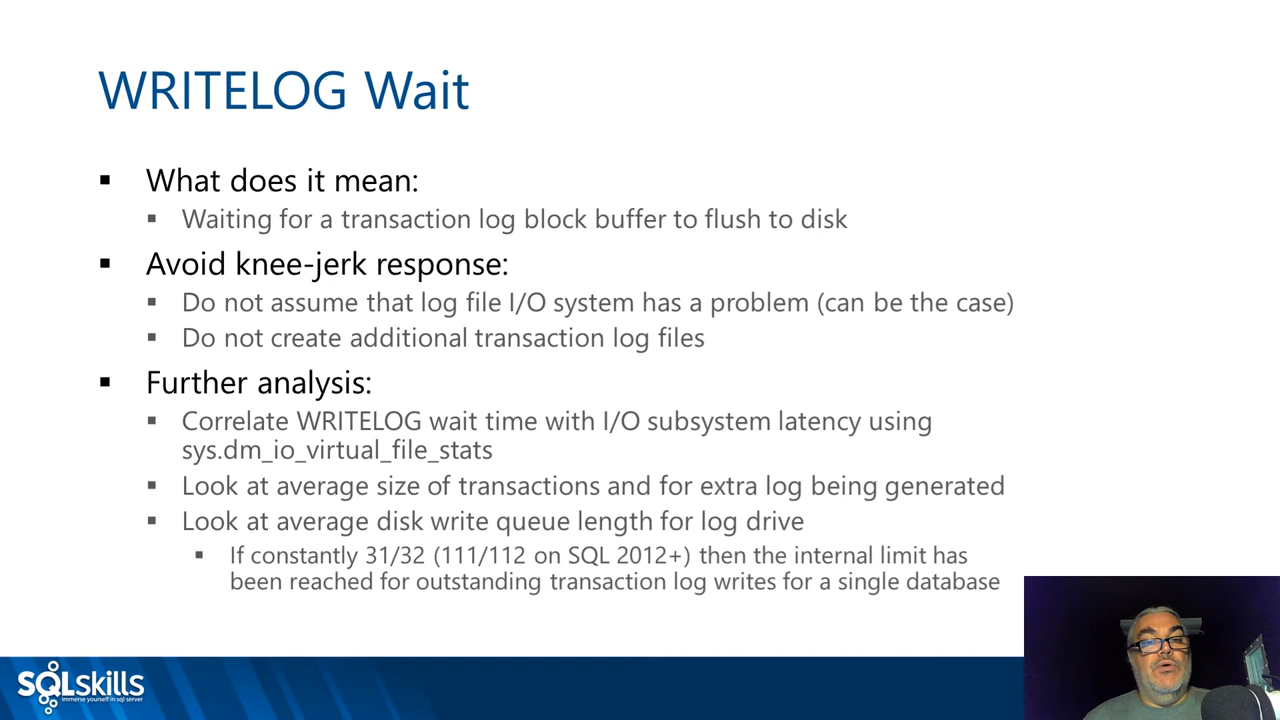 WRITELOG Wait
What does it mean:
Waiting for a transaction log block buffer to flush to disk
Avoid knee-jerk response:
Do not assume that log file I/O system has a problem (can be the case)
Do not create additional transaction log files
Further analysis:
Correlate WRITELOG wait time with I/O subsystem latency using
sys.dm_io_virtual_file_stats
Look at average size of transactions and for extra log being generated
Look at average disk write queue length for log drive
If constantly 31/32 (111/112 on SQL 2012+) then the internal limit has
been reached for outstanding transaction log writes for a single database
SQLskills
immerse yourself in sql server